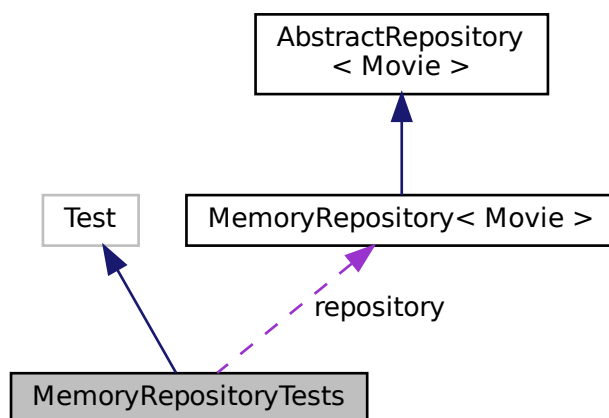 AbstractRepository
< Movie >
Test
MemoryRepository< Movie >
repository
MemoryRepositoryTests